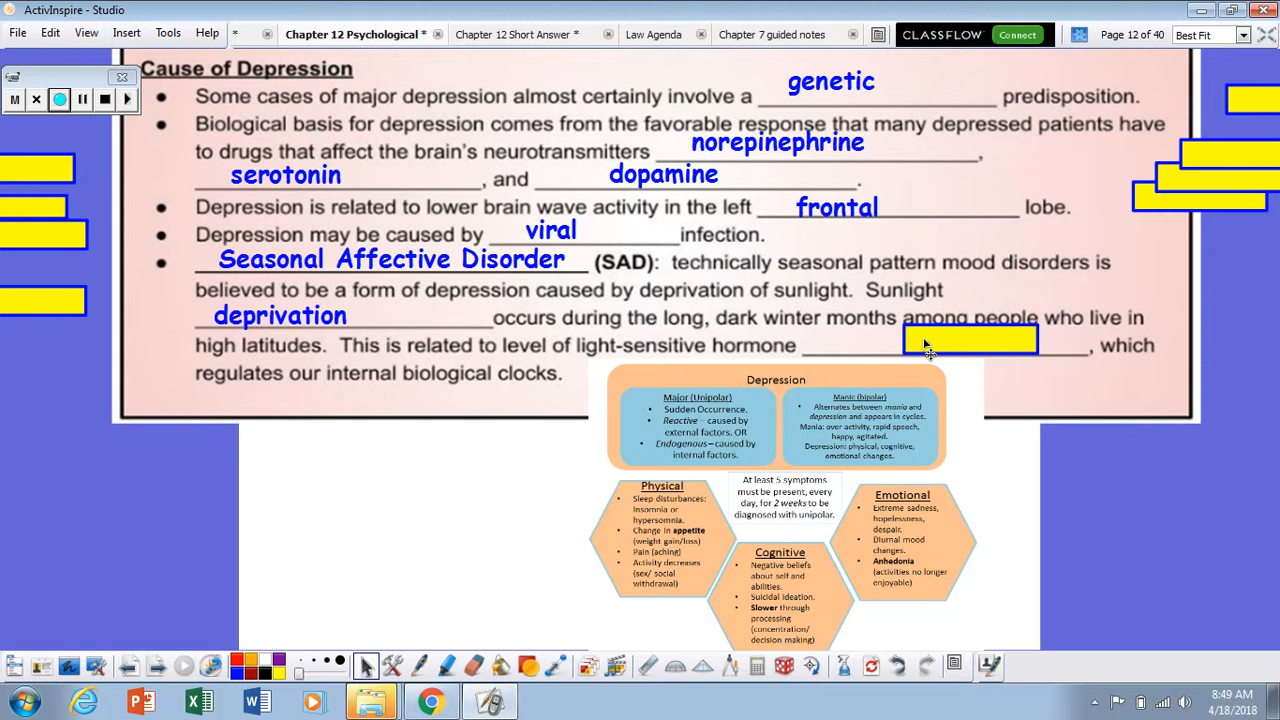 ActivInspire - Studio
File Edit View Insert Tools Help * Chapter 12 Psychological * Chapter 12 Short Answer * Law Agenda Chapter 7 guided notes CLASSFLOW Connect Page 12 of 40 Best Fit
M
Cause of Depression
• Some cases of major depression almost certainly involve a genetic predisposition.
• Biological basis for depression comes from the favorable response that many depressed patients have
to drugs that affect the brain's neurotransmitters norepinephrine,
serotonin, and dopamine.
• Depression is related to lower brain wave activity in the left frontal lobe.
• Depression may be caused by viral infection.
• Seasonal Affective Disorder (SAD): technically seasonal pattern mood disorders is
believed to be a form of depression caused by deprivation of sunlight. Sunlight
deprivation occurs during the long, dark winter months among people who live in
high latitudes. This is related to level of light-sensitive hormone , which
regulates our internal biological clocks.
Depression
Major (Unipolar)
• Sudden Occurrence.
• Reactive – caused by
external factors. OR
• Endogenous – caused by
internal factors.
Manic (bipolar)
• Alternates between mania and
depression and appears in cycles.
Mania: over activity, rapid speech,
happy, agitated.
Depression: physical, cognitive,
emotional changes.
At least 5 symptoms
must be present, every
day, for 2 weeks to be
diagnosed with unipolar.
Physical
• Sleep disturbances:
Insomnia or
hypersomnia.
• Change in appetite
(weight gain/loss)
• Pain (aching)
• Activity decreases
(sex/ social
withdrawal)
Cognitive
• Negative beliefs
about self and
abilities.
• Suicidal Ideation.
• Slower through
processing
(concentration/
decision making)
Emotional
• Extreme sadness,
hopelessness,
despair.
• Diurnal mood
changes.
• Anhedonia
(activities no longer
enjoyable)
8:49 AM
4/18/2018